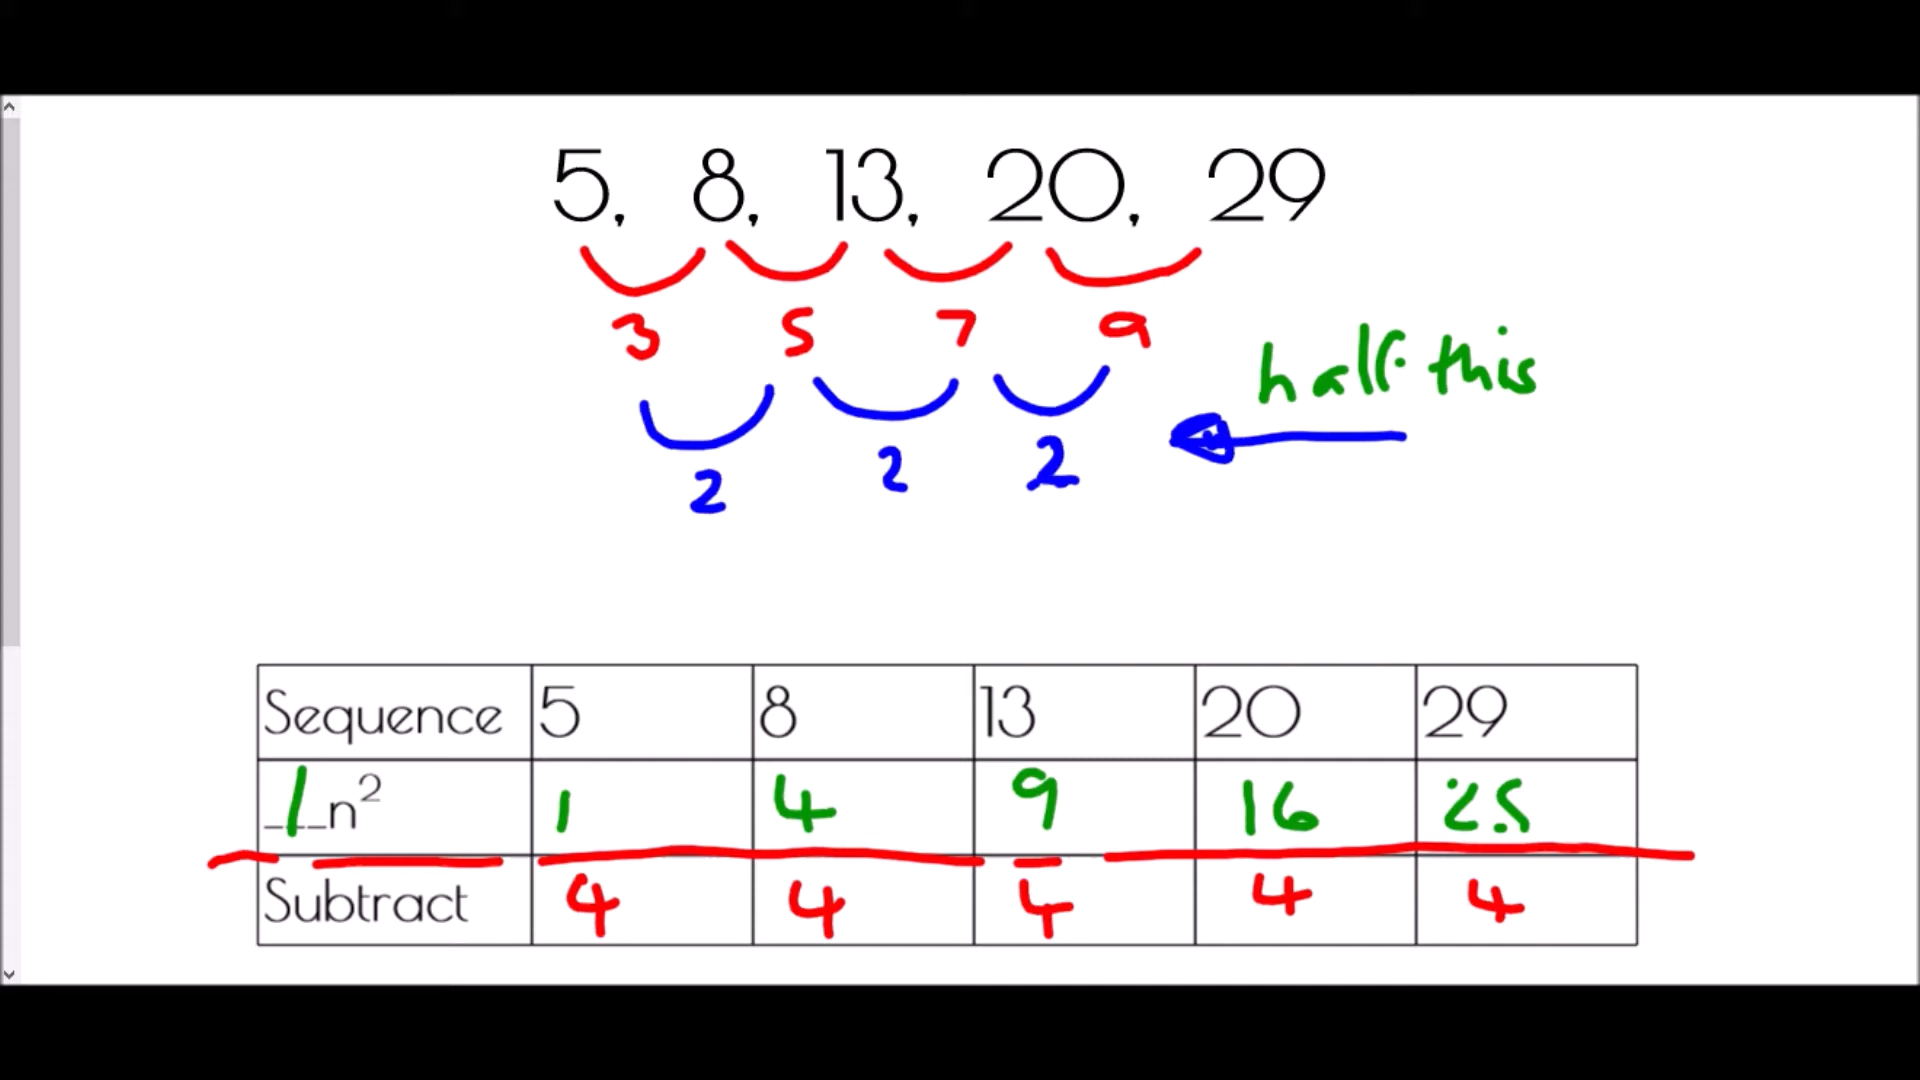 5, 8, 13, 20, 29
3 5 7 9
half this
2 2 2
Sequence 5 8 13 20 29
1 n² 1 4 9 16 25
Subtract 4 4 4 4 4